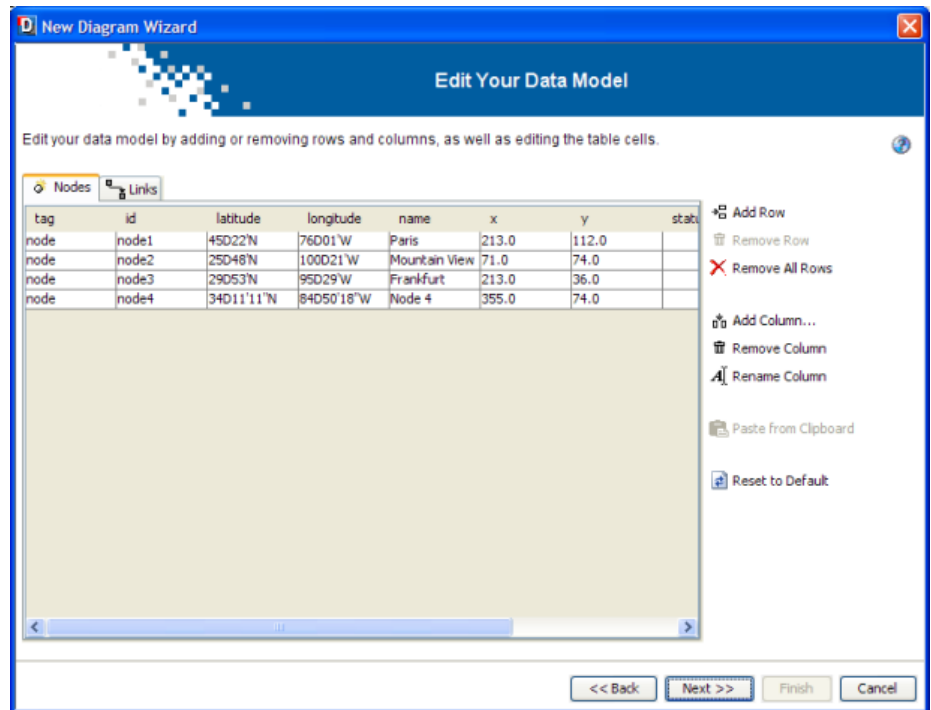 D New Diagram Wizard
Edit Your Data Model
Edit your data model by adding or removing rows and columns, as well as editing the table cells.
Nodes Links
tag id latitude longitude name x y statu
node node1 45D22'N 76D01'W Paris 213.0 112.0
node node2 25D48'N 100D21'W Mountain View 71.0 74.0
node node3 29D53'N 95D29'W Frankfurt 213.0 36.0
node node4 34D11'11"N 84D50'18"W Node 4 355.0 74.0
Add Row
Remove Row
Remove All Rows
Add Column...
Remove Column
Rename Column
Paste from Clipboard
Reset to Default
<< Back Next >> Finish Cancel